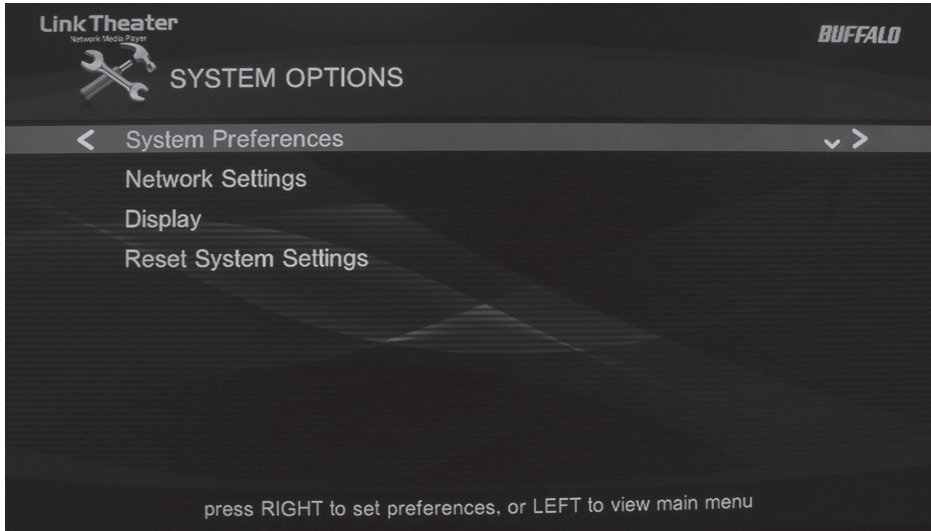 LinkTheater
Network Media Player
BUFFALO
SYSTEM OPTIONS
System Preferences
Network Settings
Display
Reset System Settings
press RIGHT to set preferences, or LEFT to view main menu